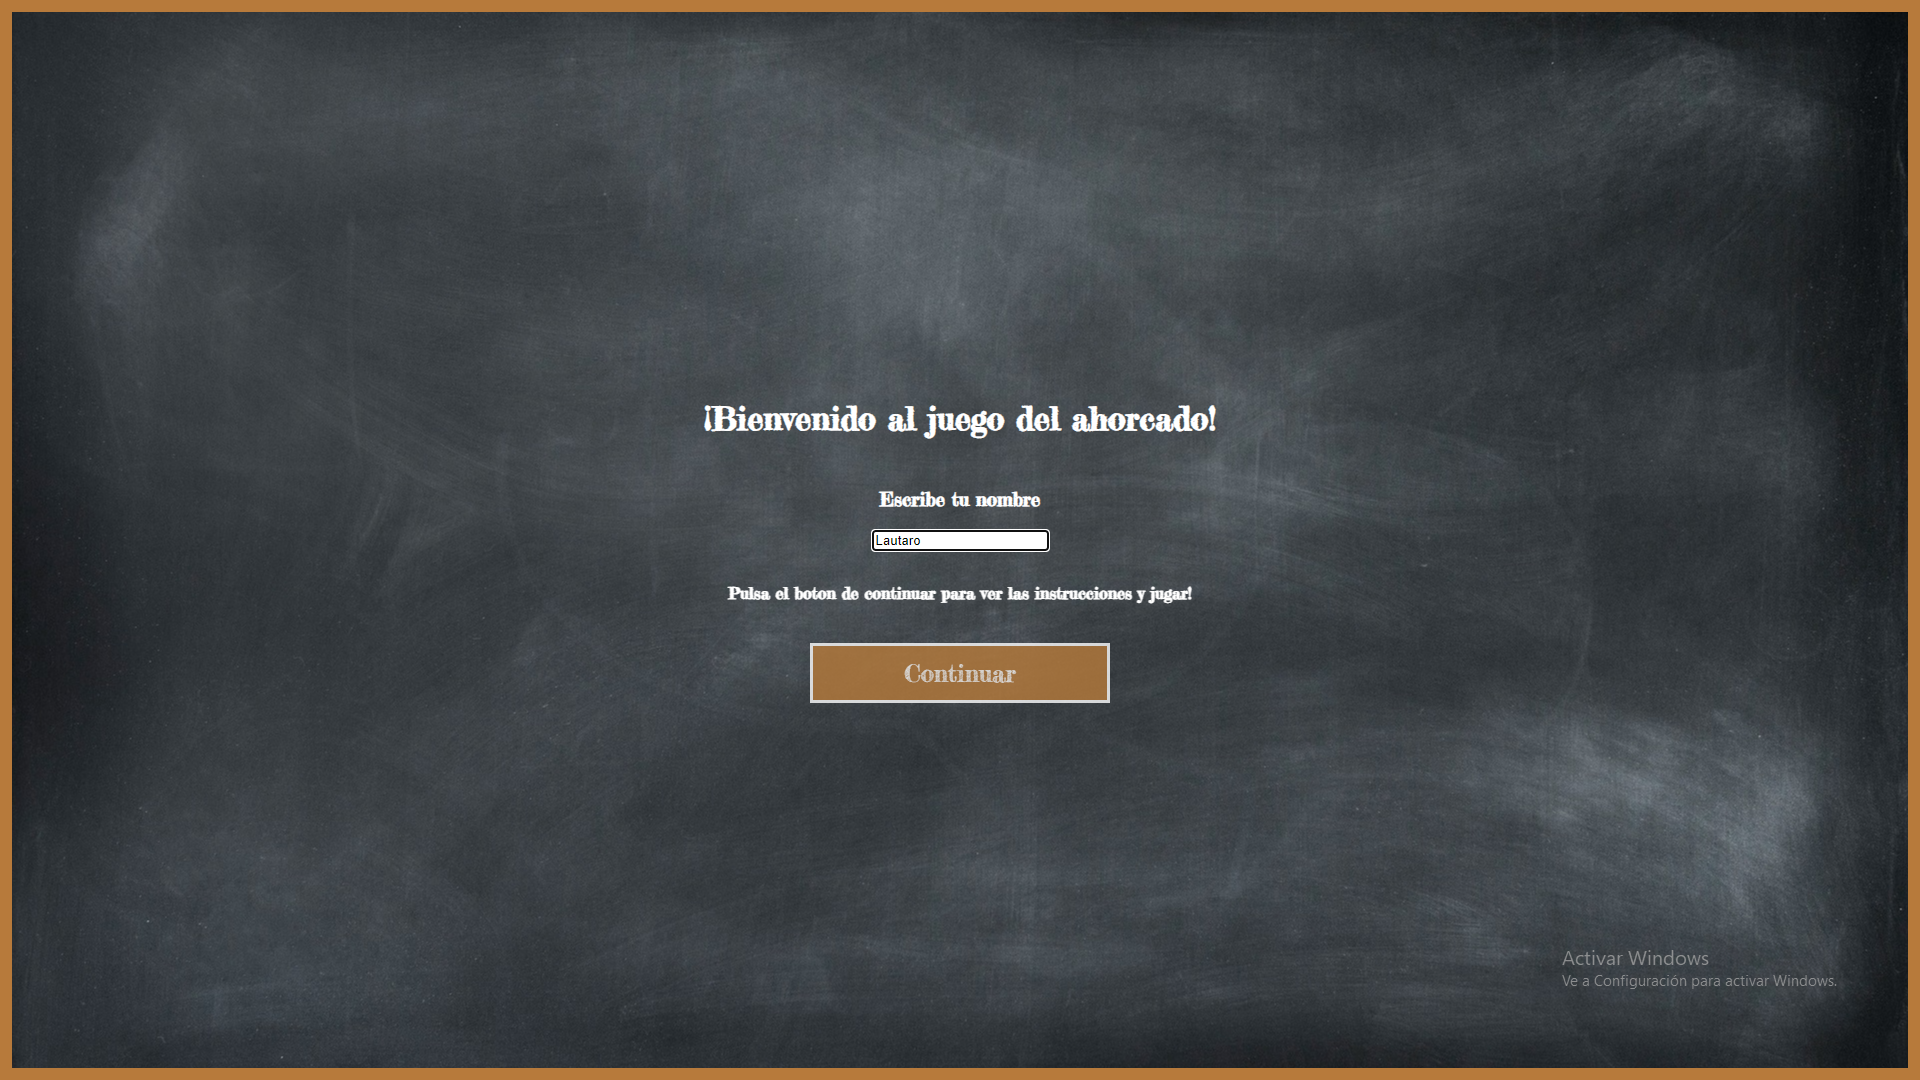 ¡Bienvenido al juego del ahorcado!
Escribe tu nombre
Lautaro
Pulsa el boton de continuar para ver las instrucciones y jugar!
Continuar
Activar Windows
Ve a Configuración para activar Windows.